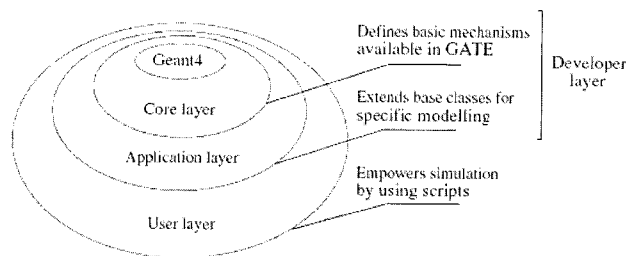 Geant4
Core layer
Application layer
User layer
Defines basic mechanisms
available in GATE
Extends base classes for
specific modelling
Empowers simulation
by using scripts
Developer
layer